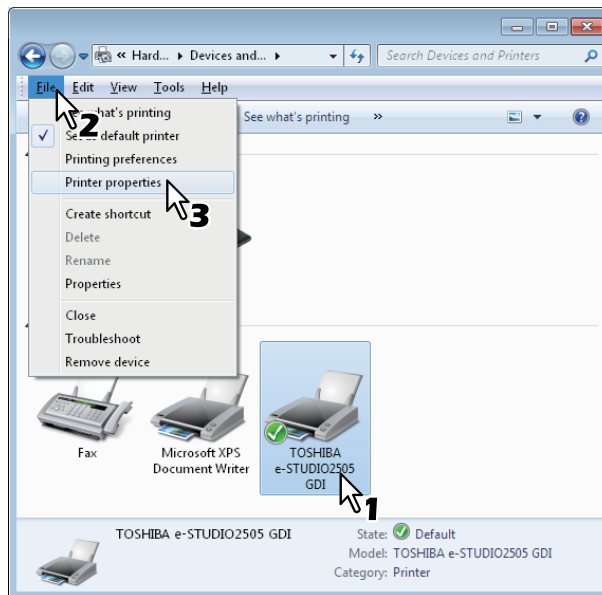 « Hard... ▸ Devices and... ▸
Search Devices and Printers
File Edit View Tools Help
2
what's printing
See what's printing »
as default printer
Printing preferences
Printer properties
3
Create shortcut
Delete
Rename
Properties
Close
Troubleshoot
Remove device
Fax
Microsoft XPS
Document Writer
TOSHIBA
e-STUDIO2505
GDI
1
TOSHIBA e-STUDIO2505 GDI
State: Default
Model: TOSHIBA e-STUDIO2505 GDI
Category: Printer